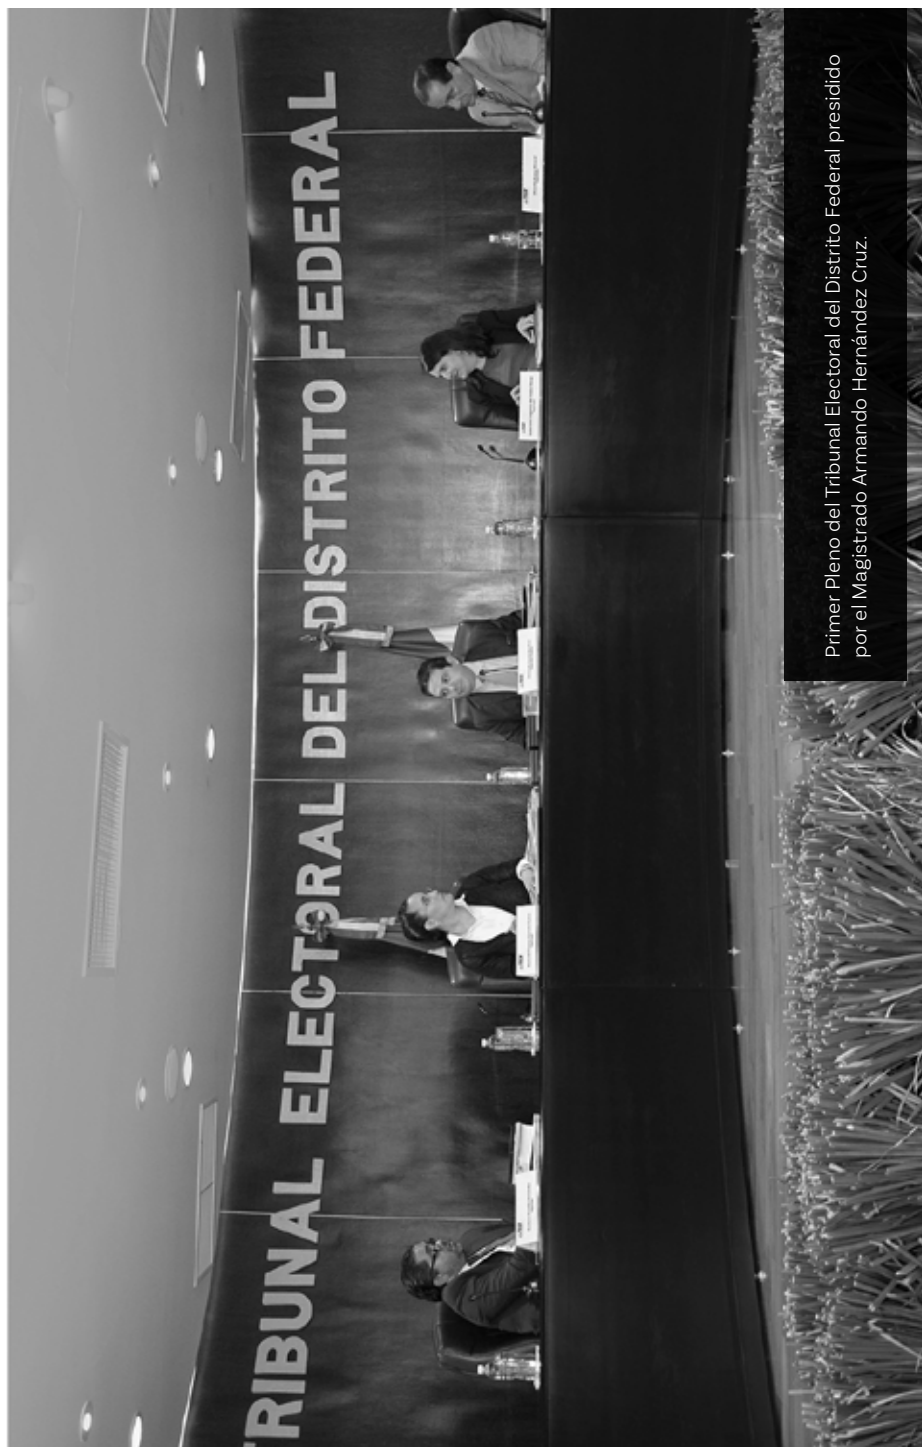 TRIBUNAL ELECTORAL DEL DISTRITO FEDERAL
Primer Pleno del Tribunal Electoral del Distrito Federal presidido
por el Magistrado Armando Hernández Cruz.